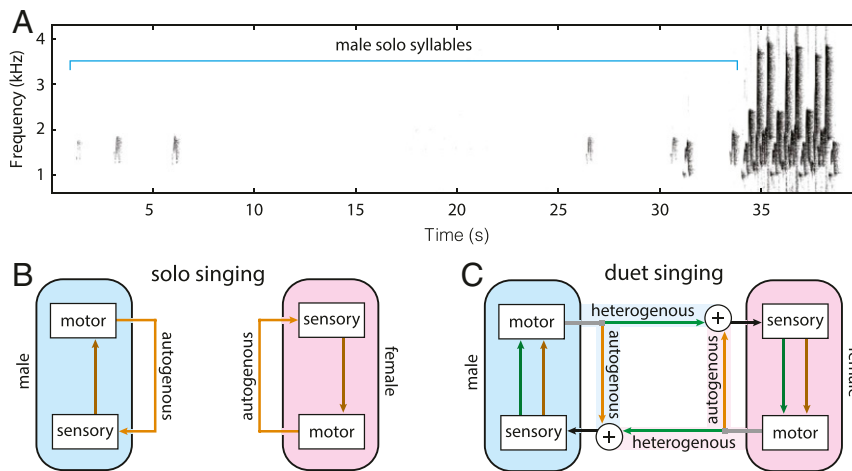 A
male solo syllables
Frequency (kHz)
4
3
2
1
5
10
15
20
25
30
35
Time (s)
B
solo singing
male
motor
autogenous
sensory
autogenous
sensory
motor
female
C
duet singing
male
motor
sensory
heterogenous
autogenous
+
+
autogenous
heterogenous
sensory
motor